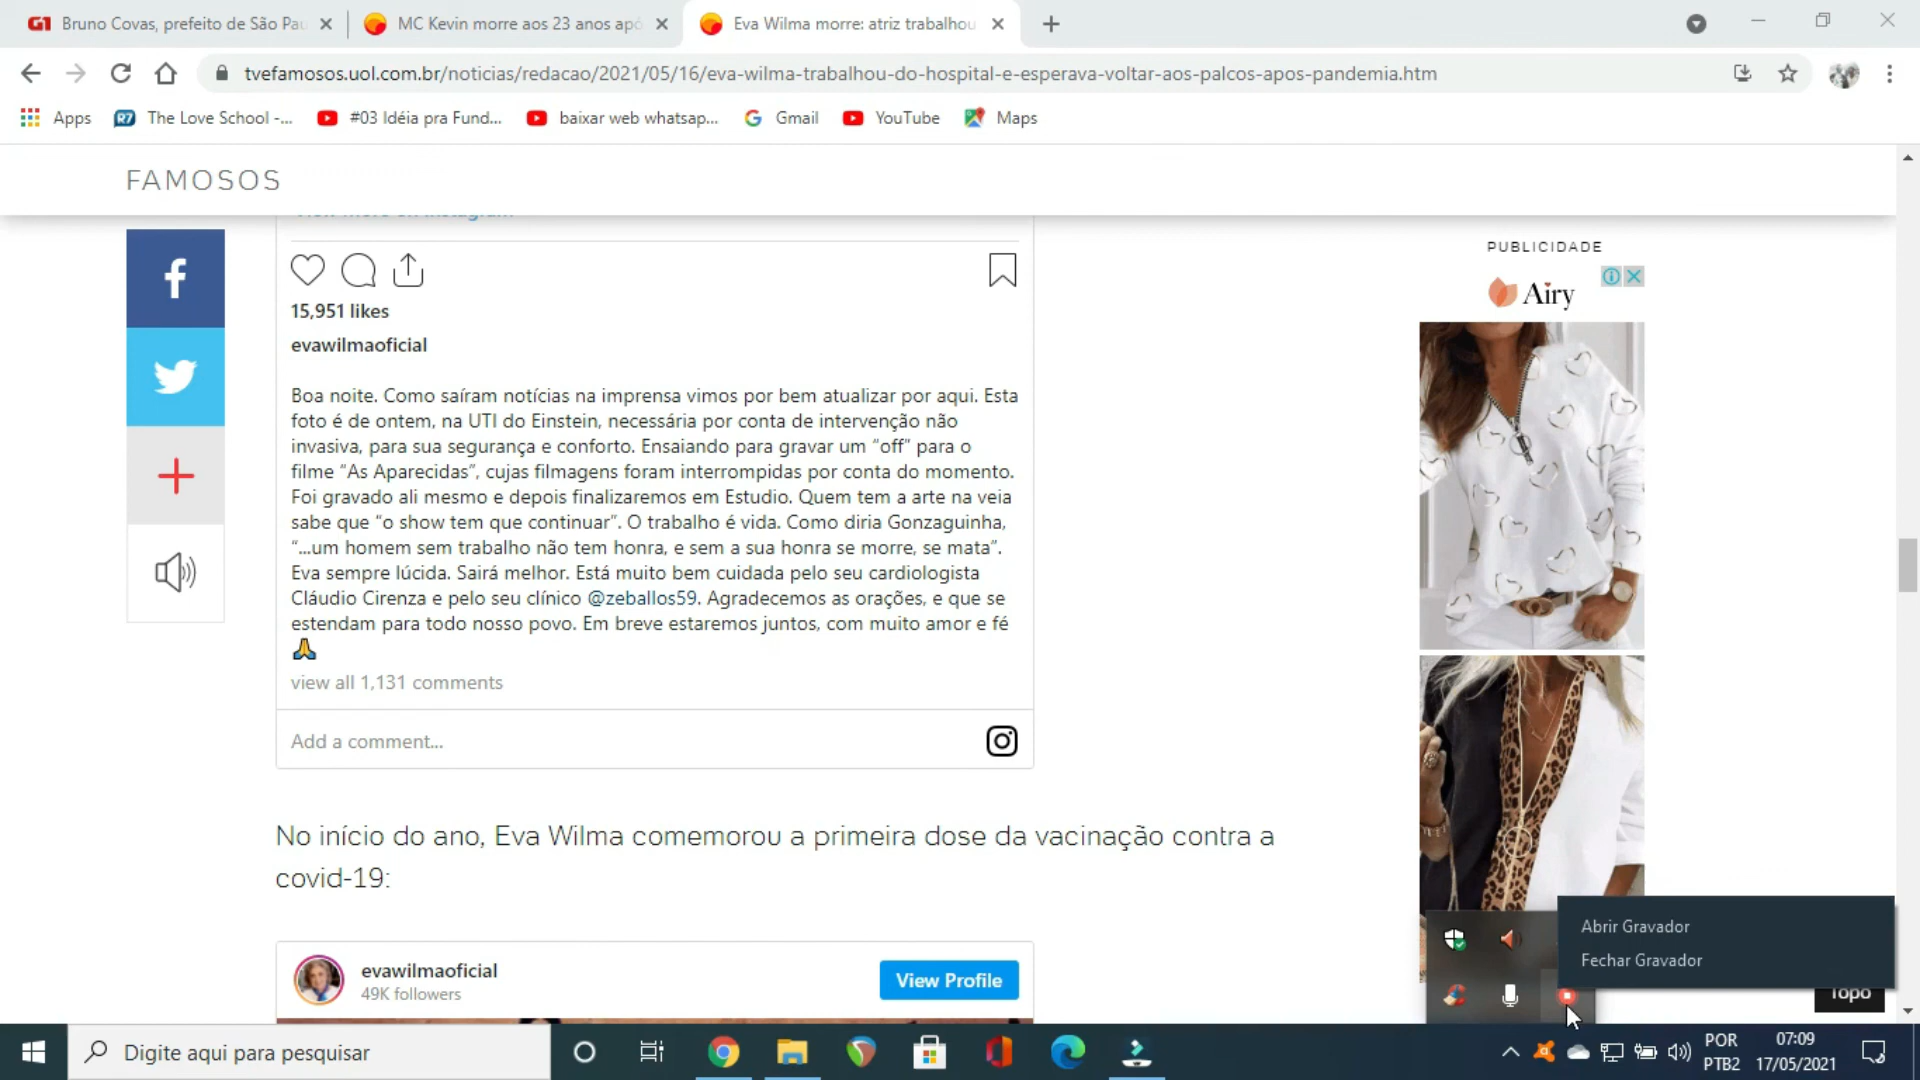 G1 Bruno Covas, prefeito de São Pau
MC Kevin morre aos 23 anos apó
Eva Wilma morre: atriz trabalhou
tvefamosos.uol.com.br/noticias/redacao/2021/05/16/eva-wilma-trabalhou-do-hospital-e-esperava-voltar-aos-palcos-apos-pandemia.htm
Apps
R7 The Love School -...
#03 Idéia pra Fund...
baixar web whatsap...
Gmail
YouTube
Maps
FAMOSOS
View more on Instagram
15,951 likes
evawilmaoficial
Boa noite. Como saíram notícias na imprensa vimos por bem atualizar por aqui. Esta
foto é de ontem, na UTI do Einstein, necessária por conta de intervenção não
invasiva, para sua segurança e conforto. Ensaiando para gravar um “off” para o
filme “As Aparecidas”, cujas filmagens foram interrompidas por conta do momento.
Foi gravado ali mesmo e depois finalizaremos em Estudio. Quem tem a arte na veia
sabe que “o show tem que continuar”. O trabalho é vida. Como diria Gonzaguinha,
“...um homem sem trabalho não tem honra, e sem a sua honra se morre, se mata”.
Eva sempre lúcida. Sairá melhor. Está muito bem cuidada pelo seu cardiologista
Cláudio Cirenza e pelo seu clínico @zeballos59. Agradecemos as orações, e que se
estendam para todo nosso povo. Em breve estaremos juntos, com muito amor e fé
🙏
view all 1,131 comments
Add a comment...
PUBLICIDADE
Airy
No início do ano, Eva Wilma comemorou a primeira dose da vacinação contra a
covid-19:
evawilmaoficial
49K followers
View Profile
Abrir Gravador
Fechar Gravador
Topo
Digite aqui para pesquisar
POR
PTB2
07:09
17/05/2021